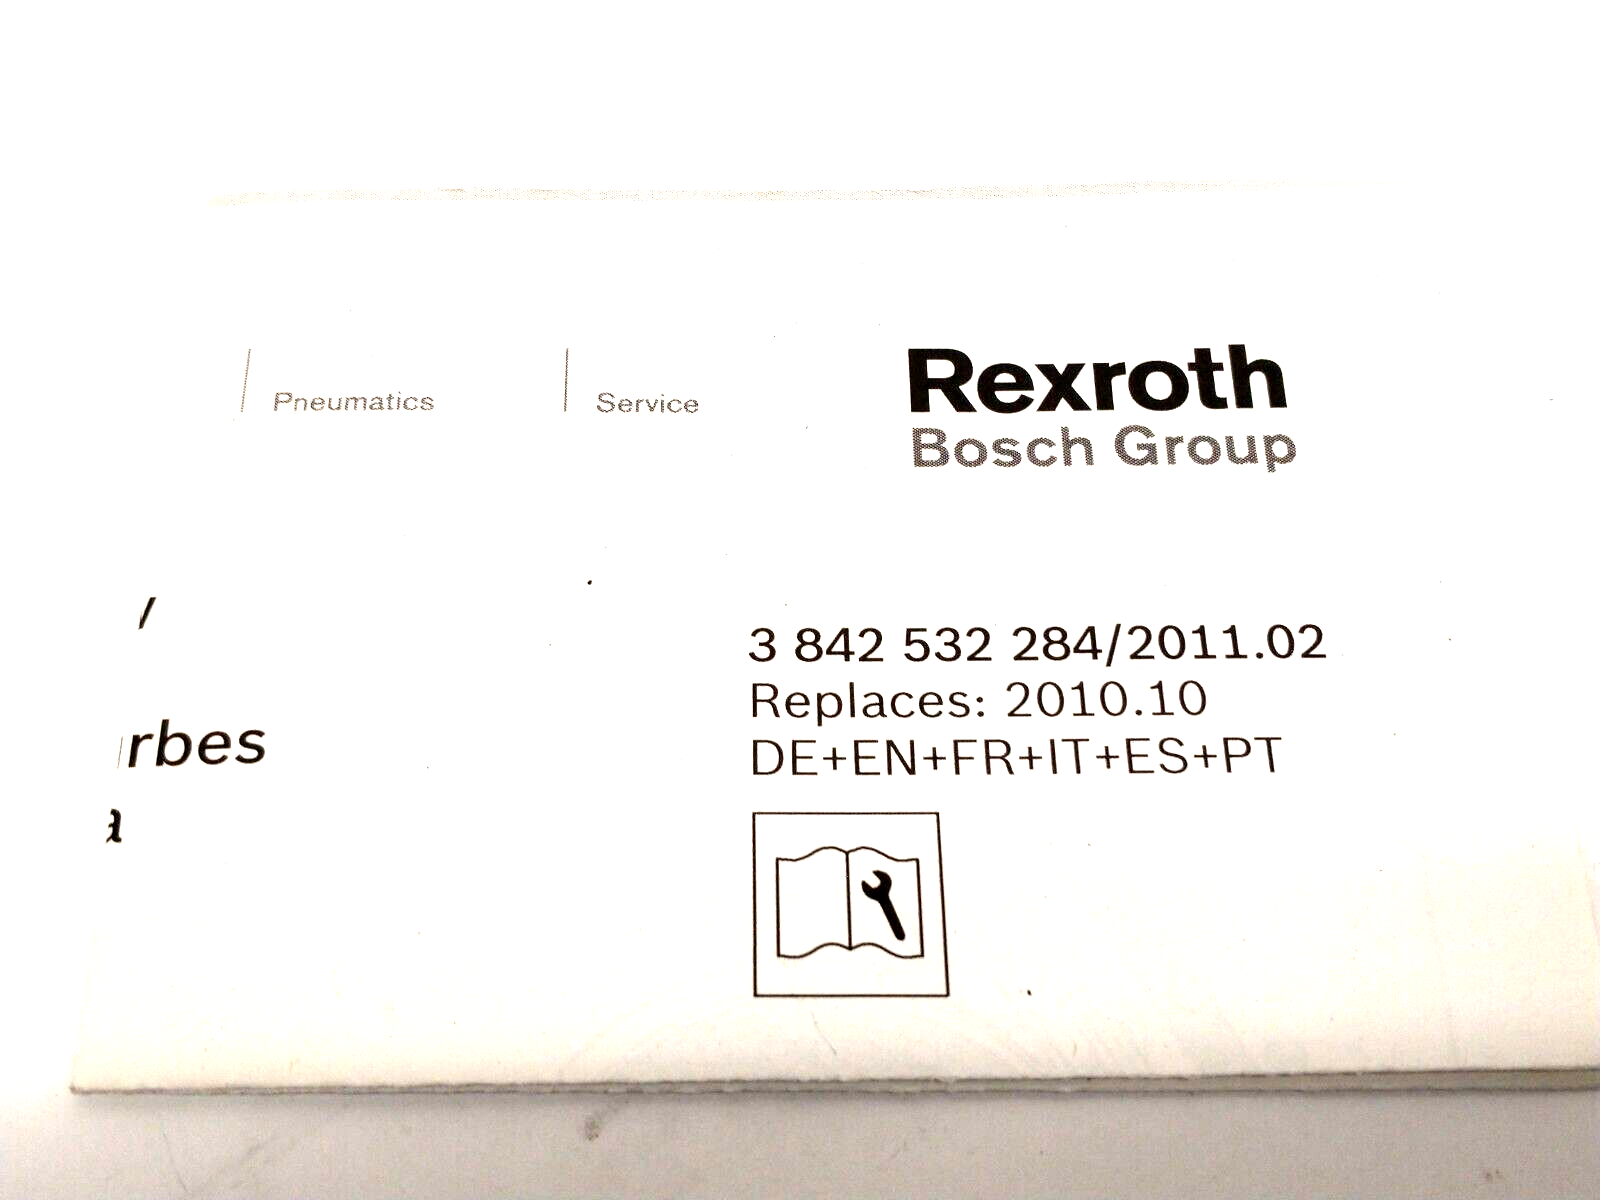 Pneumatics Service Rexroth
Bosch Group
/
3 842 532 284/2011.02
Replaces: 2010.10
rbes
DE+EN+FR+IT+ES+PT